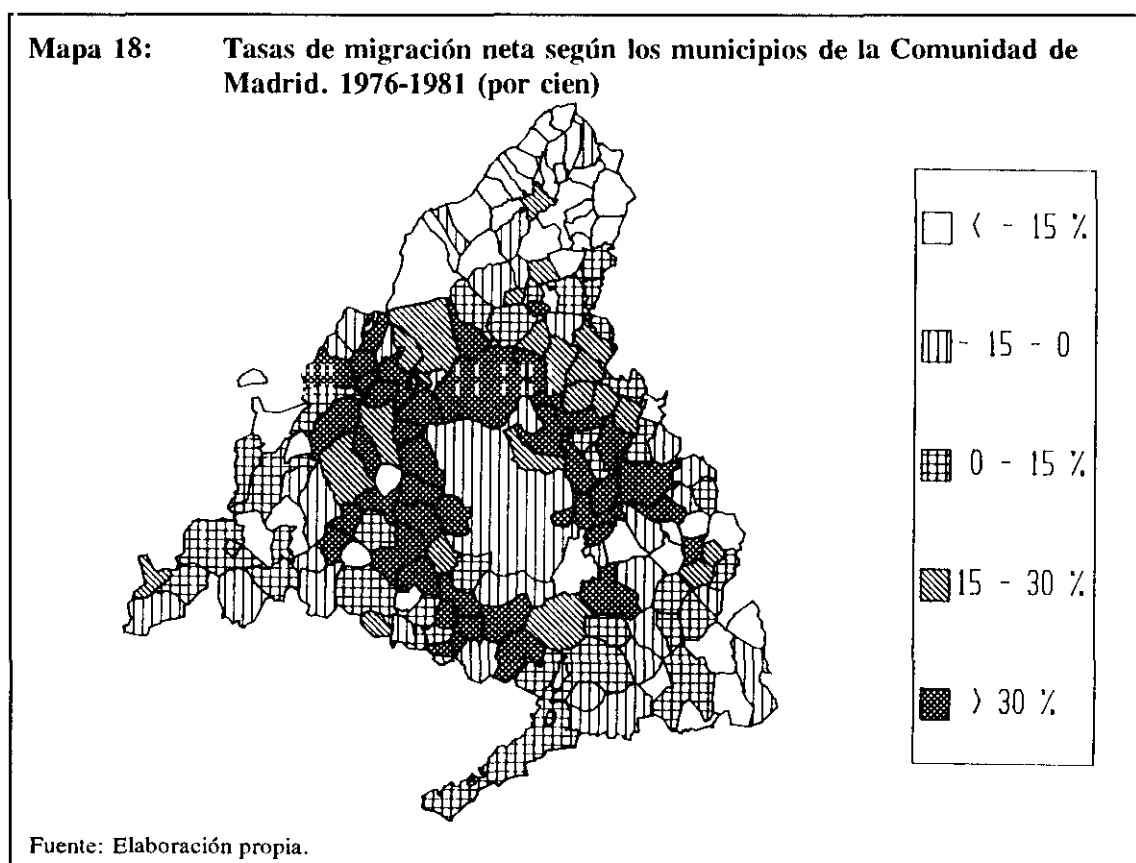 Mapa 18: Tasas de migración neta según los municipios de la Comunidad de
Madrid. 1976-1981 (por cien)
< - 15 %
- 15 - 0
0 - 15 %
15 - 30 %
> 30 %
Fuente: Elaboración propia.